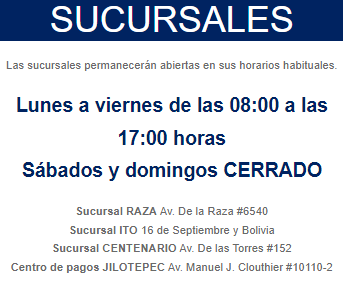 SUCURSALES
Las sucursales permanecerán abiertas en sus horarios habituales.
Lunes a viernes de las 08:00 a las
17:00 horas
Sábados y domingos CERRADO
Sucursal RAZA Av. De la Raza #6540
Sucursal ITO 16 de Septiembre y Bolivia
Sucursal CENTENARIO Av. De las Torres #152
Centro de pagos JILOTEPEC Av. Manuel J. Clouthier #10110-2